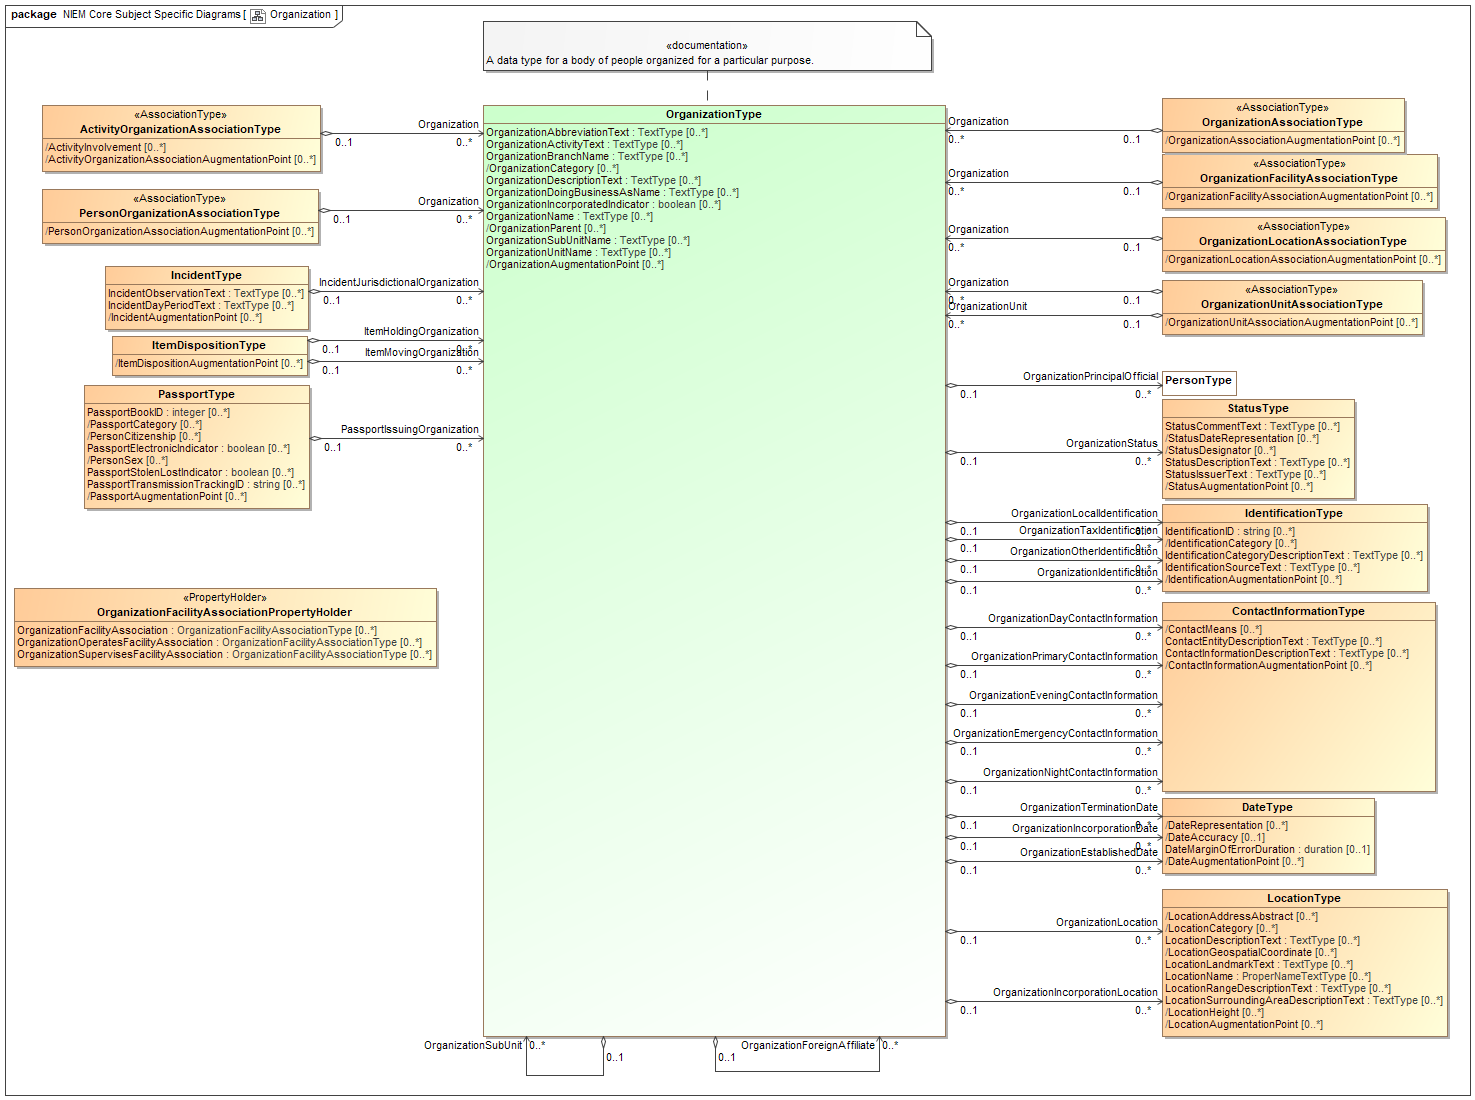 package NIEM Core Subject Specific Diagrams [ Organization ]
«documentation»
A data type for a body of people organized for a particular purpose.
«AssociationType»
ActivityOrganizationAssociationType
/ActivityInvolvement [0..*]
/ActivityOrganizationAssociationAugmentationPoint [0..*]
Organization
0..1
0..*
«AssociationType»
PersonOrganizationAssociationType
/PersonOrganizationAssociationAugmentationPoint [0..*]
Organization
0..1
0..*
IncidentType
IncidentObservationText : TextType [0..*]
IncidentDayPeriodText : TextType [0..*]
/IncidentAugmentationPoint [0..*]
IncidentJurisdictionalOrganization
0..1
0..*
ItemDispositionType
/ItemDispositionAugmentationPoint [0..*]
ItemHoldingOrganization
0..1
0..*
ItemMovingOrganization
0..1
0..*
PassportType
PassportBookID : integer [0..*]
/PassportCategory [0..*]
/PersonCitizenship [0..*]
PassportElectronicIndicator : boolean [0..*]
/PersonSex [0..*]
PassportStolenLostIndicator : boolean [0..*]
PassportTransmissionTrackingID : string [0..*]
/PassportAugmentationPoint [0..*]
PassportIssuingOrganization
0..1
0..*
«PropertyHolder»
OrganizationFacilityAssociationPropertyHolder
OrganizationFacilityAssociation : OrganizationFacilityAssociationType [0..*]
OrganizationOperatesFacilityAssociation : OrganizationFacilityAssociationType [0..*]
OrganizationSupervisesFacilityAssociation : OrganizationFacilityAssociationType [0..*]
OrganizationType
OrganizationAbbreviationText : TextType [0..*]
OrganizationActivityText : TextType [0..*]
OrganizationBranchName : TextType [0..*]
/OrganizationCategory [0..*]
OrganizationDescriptionText : TextType [0..*]
OrganizationDoingBusinessAsName : TextType [0..*]
OrganizationIncorporatedIndicator : boolean [0..*]
OrganizationName : TextType [0..*]
/OrganizationParent [0..*]
OrganizationSubUnitName : TextType [0..*]
OrganizationUnitName : TextType [0..*]
/OrganizationAugmentationPoint [0..*]
Organization
0..*
0..1
«AssociationType»
OrganizationAssociationType
/OrganizationAssociationAugmentationPoint [0..*]
Organization
0..*
0..1
«AssociationType»
OrganizationFacilityAssociationType
/OrganizationFacilityAssociationAugmentationPoint [0..*]
Organization
0..*
0..1
«AssociationType»
OrganizationLocationAssociationType
/OrganizationLocationAssociationAugmentationPoint [0..*]
Organization
0..*
0..1
OrganizationUnit
0..*
0..1
«AssociationType»
OrganizationUnitAssociationType
/OrganizationUnitAssociationAugmentationPoint [0..*]
OrganizationPrincipalOfficial
0..1
0..*
PersonType
OrganizationStatus
0..1
0..*
StatusType
StatusCommentText : TextType [0..*]
/StatusDateRepresentation [0..*]
/StatusDesignator [0..*]
StatusDescriptionText : TextType [0..*]
StatusIssuerText : TextType [0..*]
/StatusAugmentationPoint [0..*]
OrganizationLocalIdentification
0..1
0..*
OrganizationTaxIdentification
0..1
0..*
OrganizationOtherIdentification
0..1
0..*
OrganizationIdentification
0..1
0..*
IdentificationType
IdentificationID : string [0..*]
/IdentificationCategory [0..*]
IdentificationCategoryDescriptionText : TextType [0..*]
IdentificationSourceText : TextType [0..*]
/IdentificationAugmentationPoint [0..*]
OrganizationDayContactInformation
0..1
0..*
OrganizationPrimaryContactInformation
0..1
0..*
OrganizationEveningContactInformation
0..1
0..*
OrganizationEmergencyContactInformation
0..1
0..*
OrganizationNightContactInformation
0..1
0..*
ContactInformationType
/ContactMeans [0..*]
ContactEntityDescriptionText : TextType [0..*]
ContactInformationDescriptionText : TextType [0..*]
/ContactInformationAugmentationPoint [0..*]
OrganizationTerminationDate
0..1
0..*
OrganizationIncorporationDate
0..1
0..*
OrganizationEstablishedDate
0..1
0..*
DateType
/DateRepresentation [0..*]
/DateAccuracy [0..1]
DateMarginOfErrorDuration : duration [0..1]
/DateAugmentationPoint [0..*]
OrganizationLocation
0..1
0..*
OrganizationIncorporationLocation
0..1
0..*
LocationType
/LocationAddressAbstract [0..*]
/LocationCategory [0..*]
LocationDescriptionText : TextType [0..*]
/LocationGeospatialCoordinate [0..*]
LocationLandmarkText : TextType [0..*]
LocationName : ProperNameTextType [0..*]
LocationRangeDescriptionText : TextType [0..*]
LocationSurroundingAreaDescriptionText : TextType [0..*]
/LocationHeight [0..*]
/LocationAugmentationPoint [0..*]
OrganizationSubUnit
0..*
0..1
OrganizationForeignAffiliate
0..*
0..1